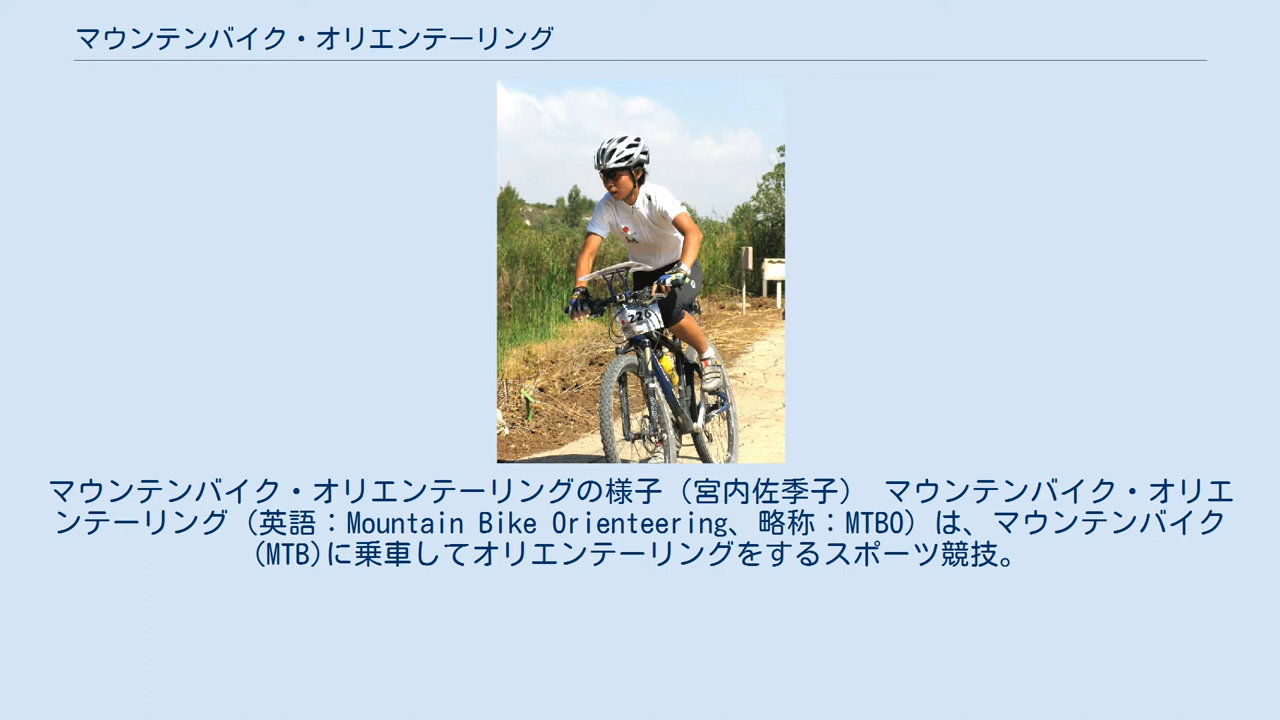 マウンテンバイク・オリエンテーリング
226
マウンテンバイク・オリエンテーリングの様子（宮内佐季子） マウンテンバイク・オリエ
ンテーリング（英語：Mountain Bike Orienteering、略称：MTBO）は、マウンテンバイク
(MTB)に乗車してオリエンテーリングをするスポーツ競技。